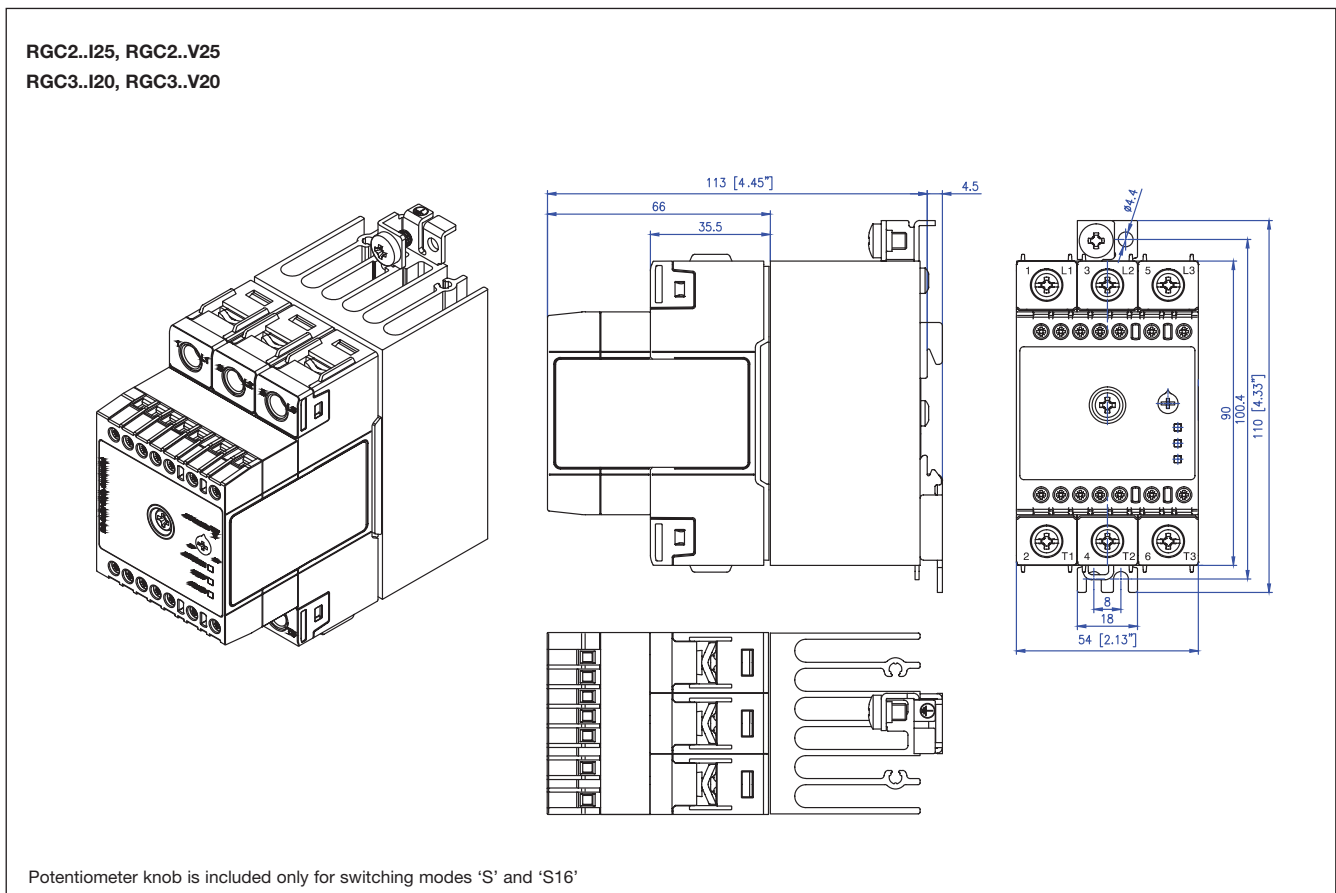 RGC2..I25, RGC2..V25
RGC3..I20, RGC3..V20
113 [4.45"]
4.5
66
35.5
ø4.4
1 L1 3 L2 5 L3
90
100.4
110 [4.33"]
2 T1 4 T2 6 T3
8
18
54 [2.13"]
Potentiometer knob is included only for switching modes ‘S’ and ‘S16’